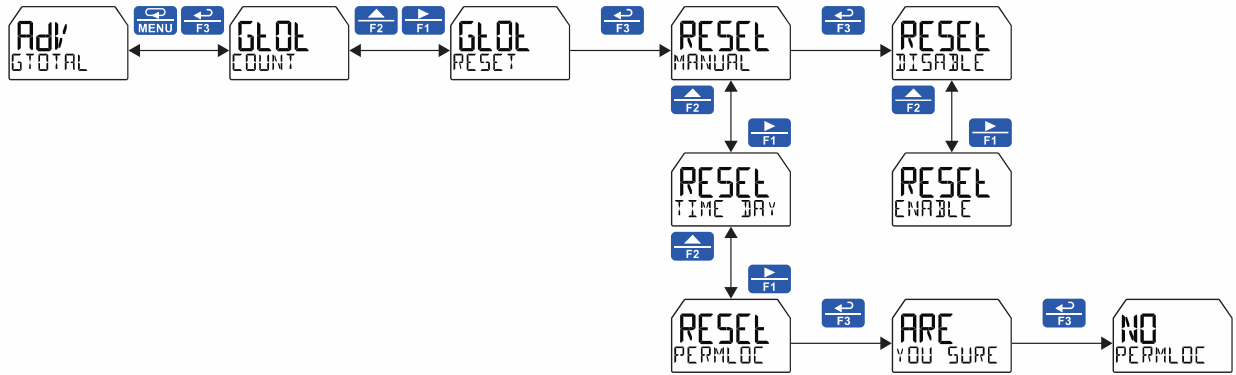 MENU
F3
F2
F1
F3
F3
AdV
GTOTAL
GtOt
COUNT
GtOt
RESET
RESEt
MANUAL
RESEt
DISABLE
F2
F1
F2
F1
RESEt
TIME DAY
RESEt
ENABLE
F2
F1
F3
F3
RESEt
PERMLOC
ARE
YOU SURE
NO
PERMLOC